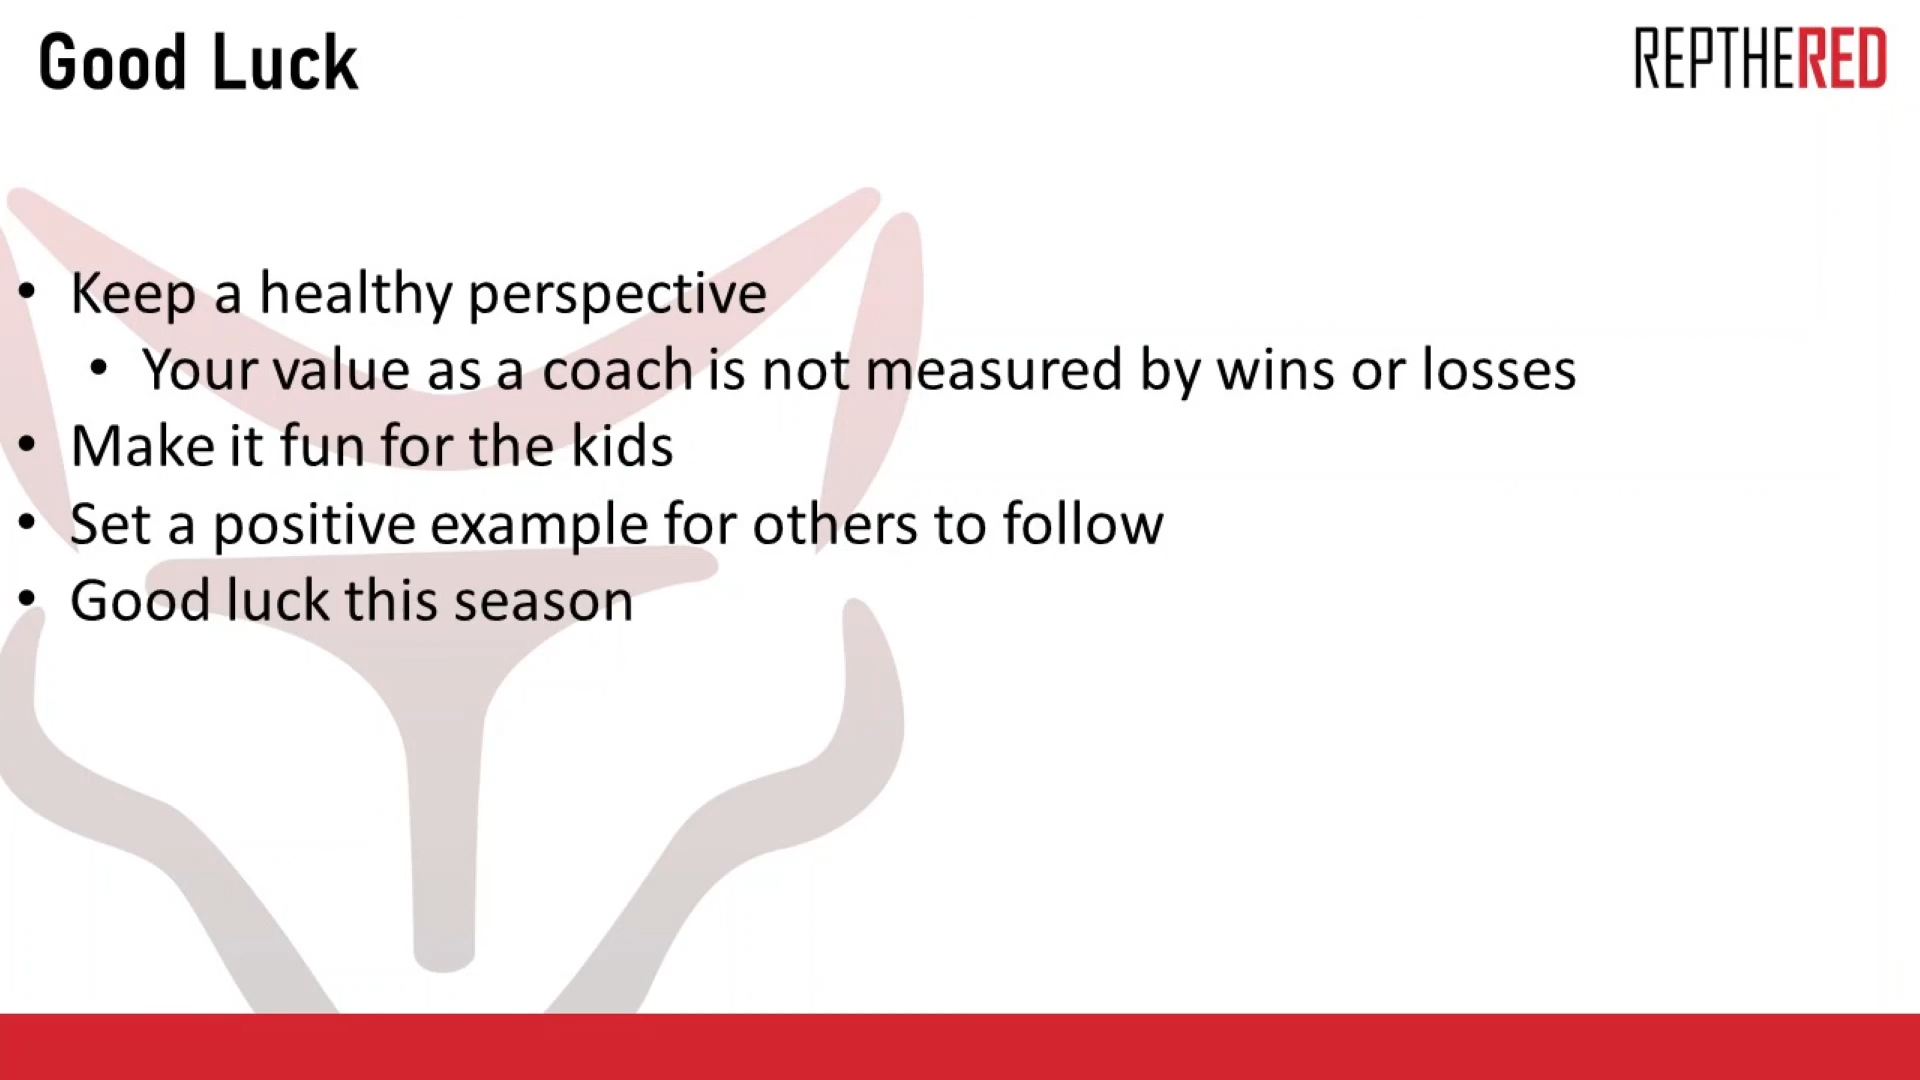 Good Luck
REPTHERED
• Keep a healthy perspective
• Your value as a coach is not measured by wins or losses
• Make it fun for the kids
• Set a positive example for others to follow
• Good luck this season